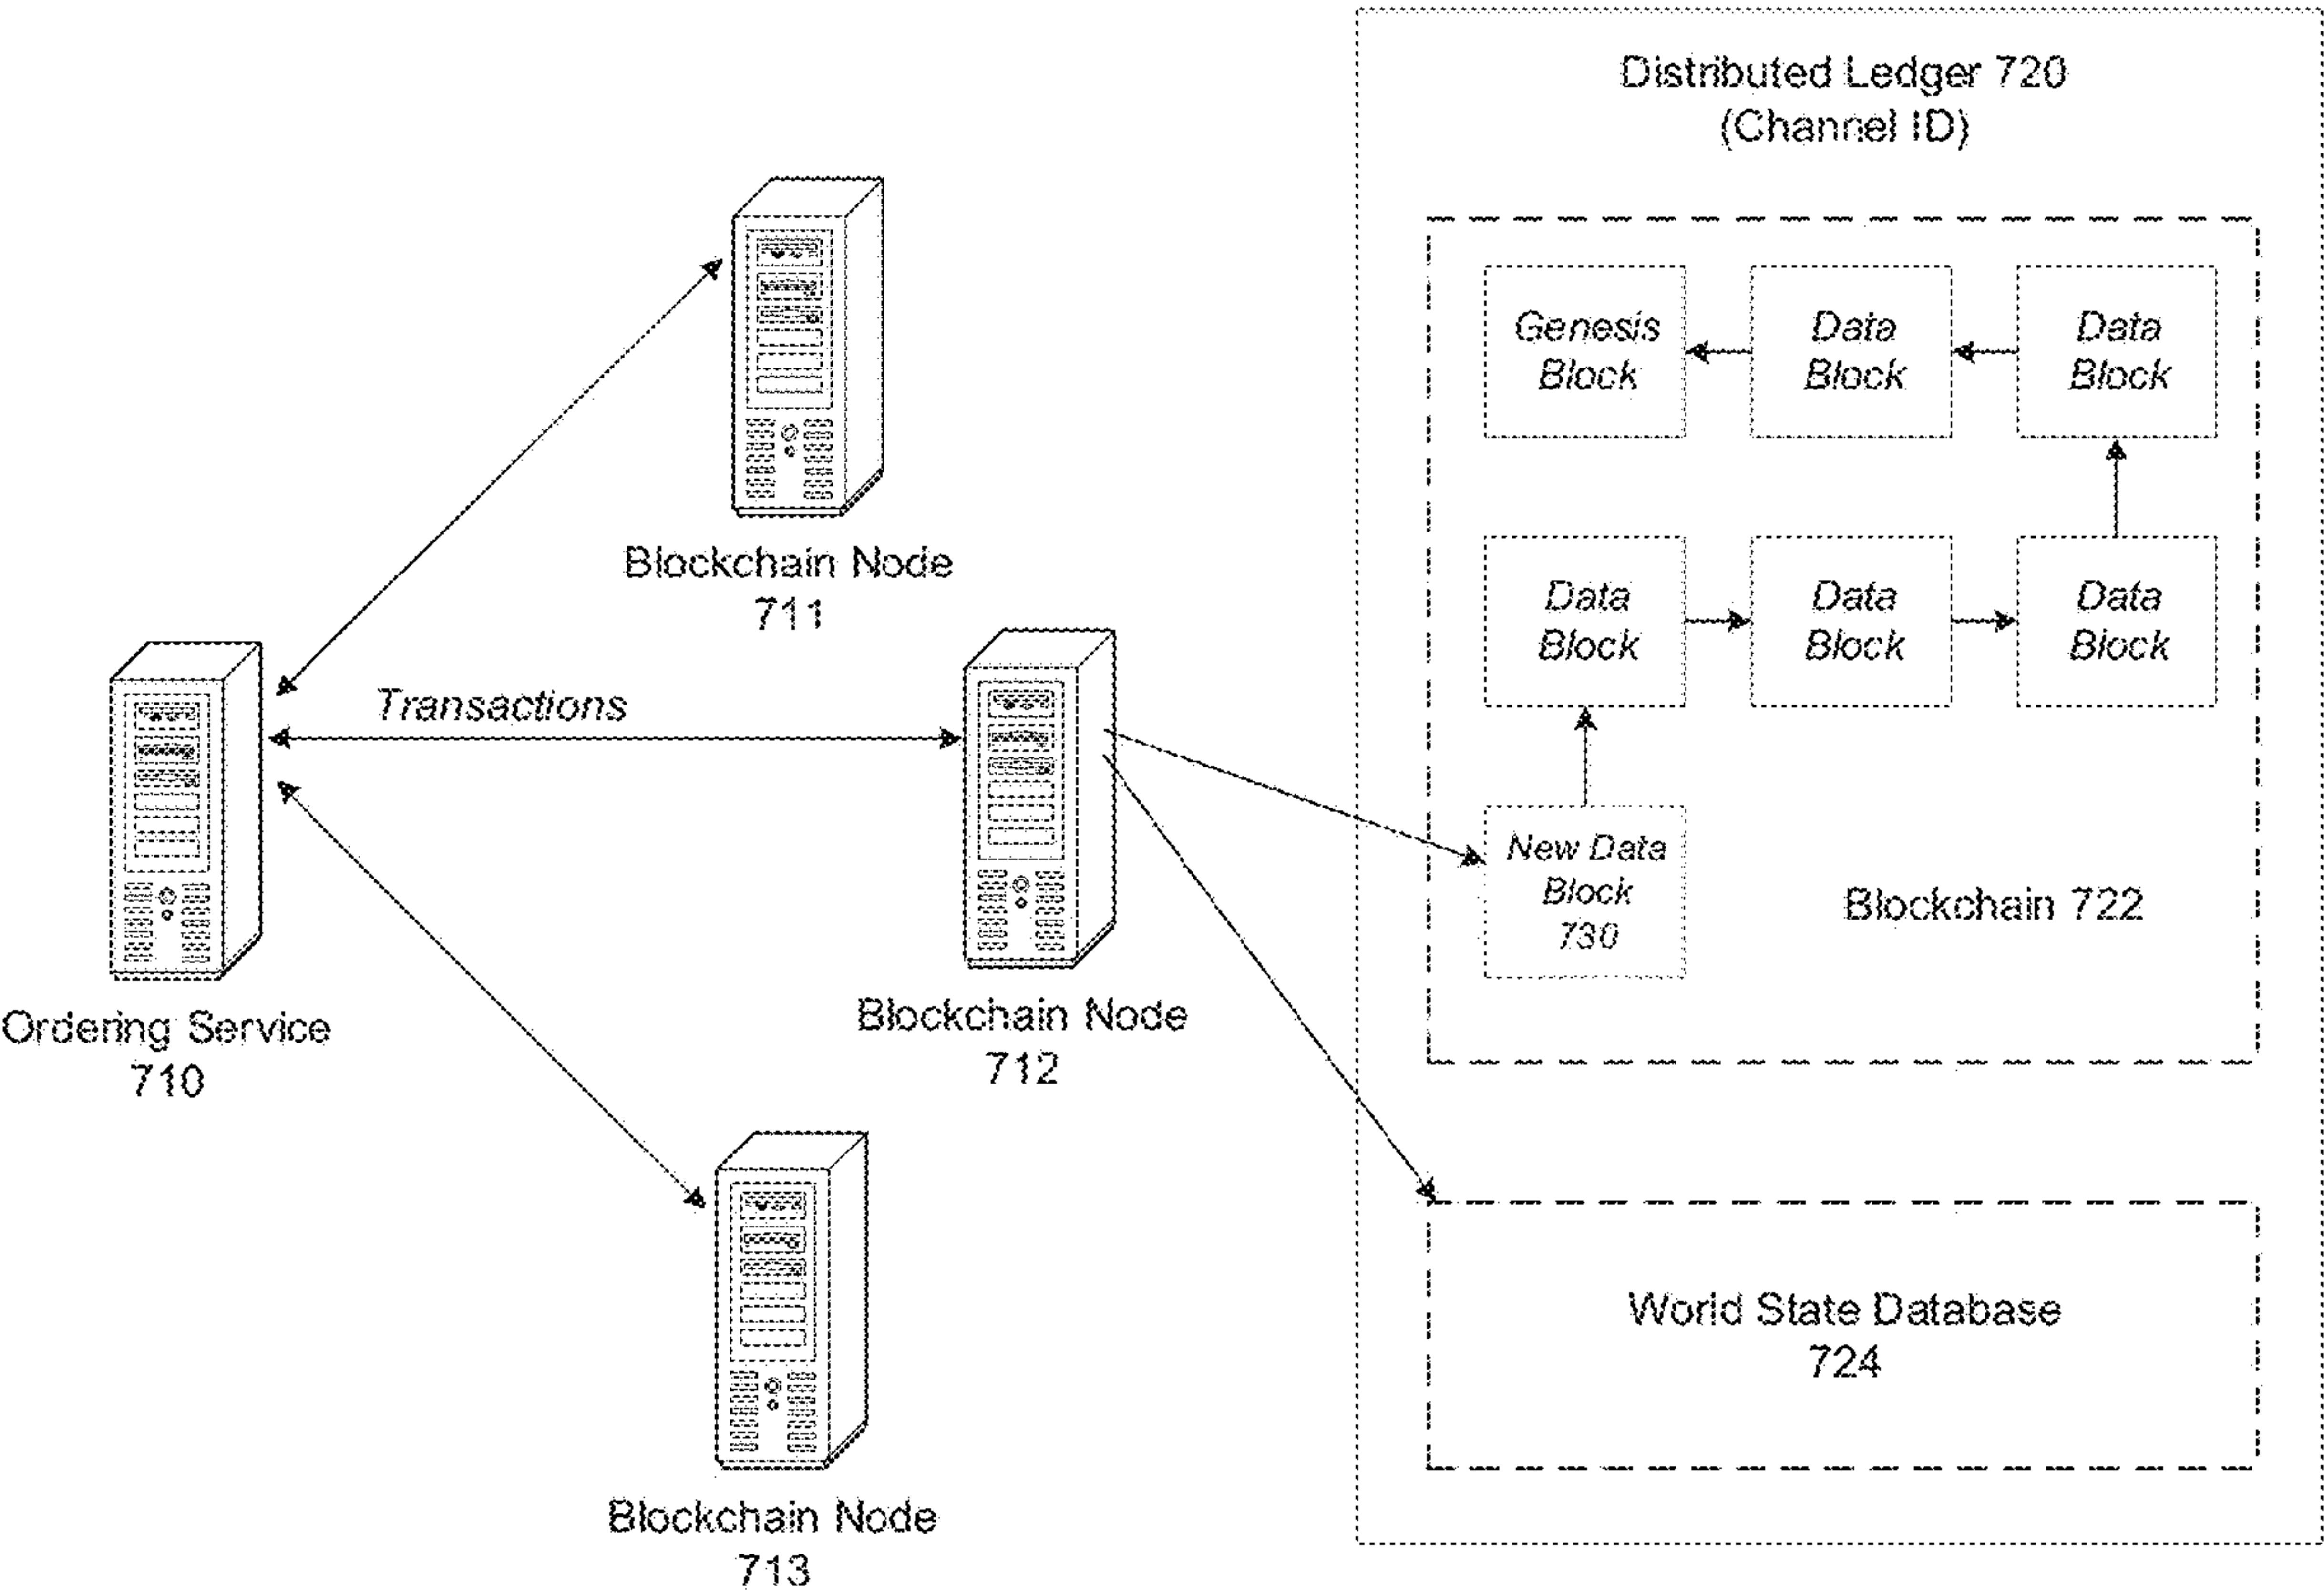 Distributed Ledger 720
(Channel ID)
Genesis
Block
Data
Block
Data
Block
Blockchain Node
711
Data
Block
Data
Block
Data
Block
Transactions
New Data
Block
730
Blockchain 722
Ordering Service
710
Blockchain Node
712
World State Database
724
Blockchain Node
713